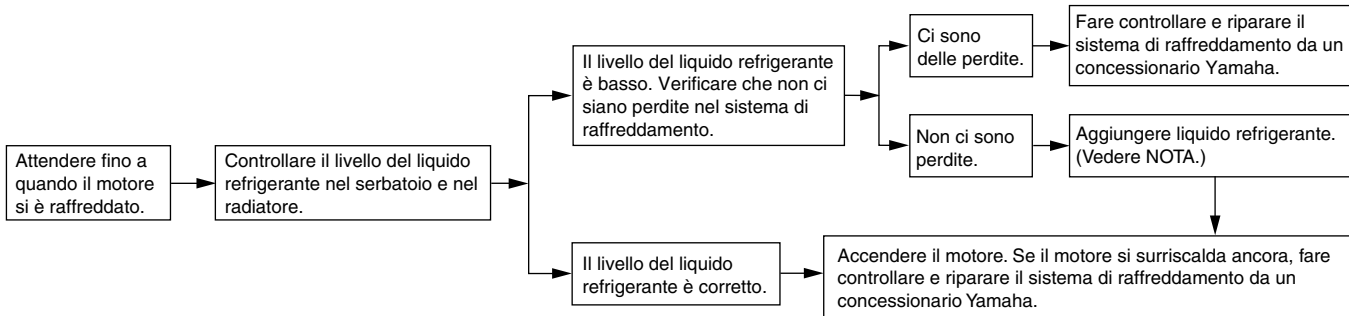 Attendere fino a
quando il motore
si è raffreddato.
Controllare il livello del liquido
refrigerante nel serbatoio e nel
radiatore.
Il livello del liquido refrigerante
è basso. Verificare che non ci
siano perdite nel sistema di
raffreddamento.
Ci sono
delle perdite.
Fare controllare e riparare il
sistema di raffreddamento da un
concessionario Yamaha.
Non ci sono
perdite.
Aggiungere liquido refrigerante.
(Vedere NOTA.)
Il livello del liquido
refrigerante è corretto.
Accendere il motore. Se il motore si surriscalda ancora, fare
controllare e riparare il sistema di raffreddamento da un
concessionario Yamaha.